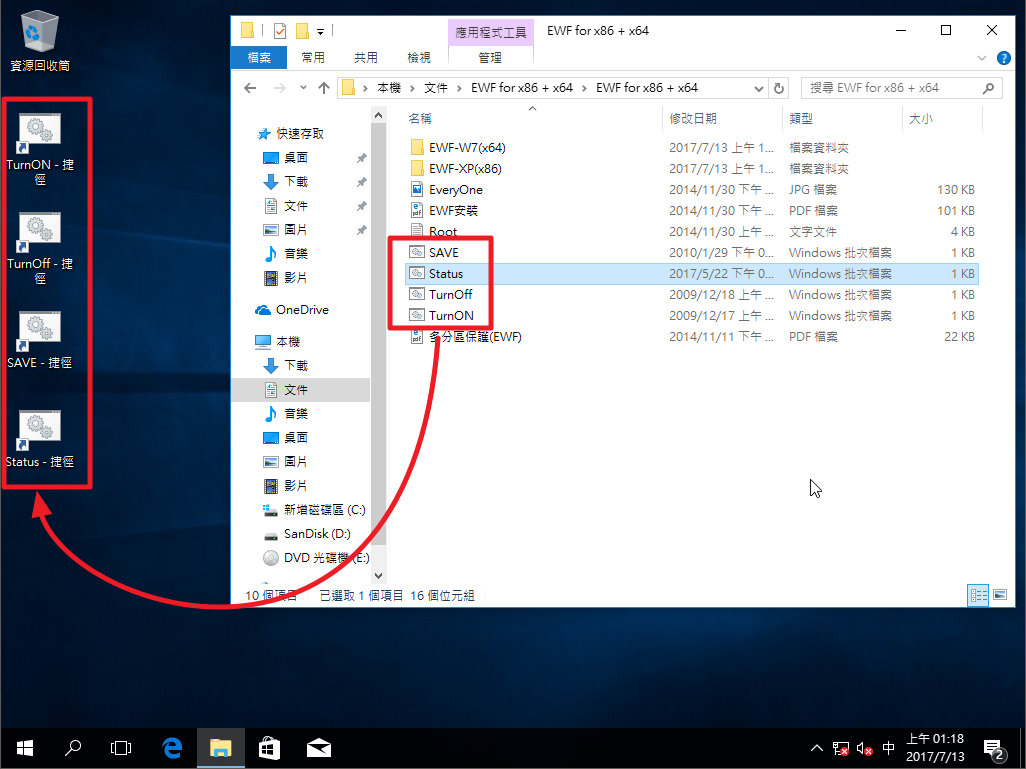 資源回收筒
TurnON - 捷
徑
TurnOff - 捷
徑
SAVE - 捷徑
Status - 捷徑
應用程式工具
EWF for x86 + x64
檔案
常用
共用
檢視
管理
本機
文件
EWF for x86 + x64
EWF for x86 + x64
搜尋 EWF for x86 + x64
快速存取
桌面
下載
文件
圖片
音樂
影片
OneDrive
本機
下載
文件
音樂
桌面
圖片
影片
新增磁碟區 (C:)
SanDisk (D:)
DVD 光碟機 (E:)
名稱 修改日期 類型 大小
EWF-W7(x64) 2017/7/13 上午 1... 檔案資料夾
EWF-XP(x86) 2017/7/13 上午 1... 檔案資料夾
EveryOne 2014/11/30 下午 ... JPG 檔案 130 KB
EWF安裝 2014/11/30 下午 ... PDF 檔案 101 KB
Root 2014/11/30 下午 ... 文字文件 4 KB
SAVE 2010/1/29 下午 0... Windows 批次檔案 1 KB
Status 2017/5/22 下午 0... Windows 批次檔案 1 KB
TurnOff 2009/12/18 上午 ... Windows 批次檔案 1 KB
TurnON 2009/12/17 上午 ... Windows 批次檔案 1 KB
多分區保護(EWF) 2014/11/11 下午 ... PDF 檔案 22 KB
10 個項目 已選取 1 個項目 16 個位元組
中
上午 01:18
2017/7/13
2